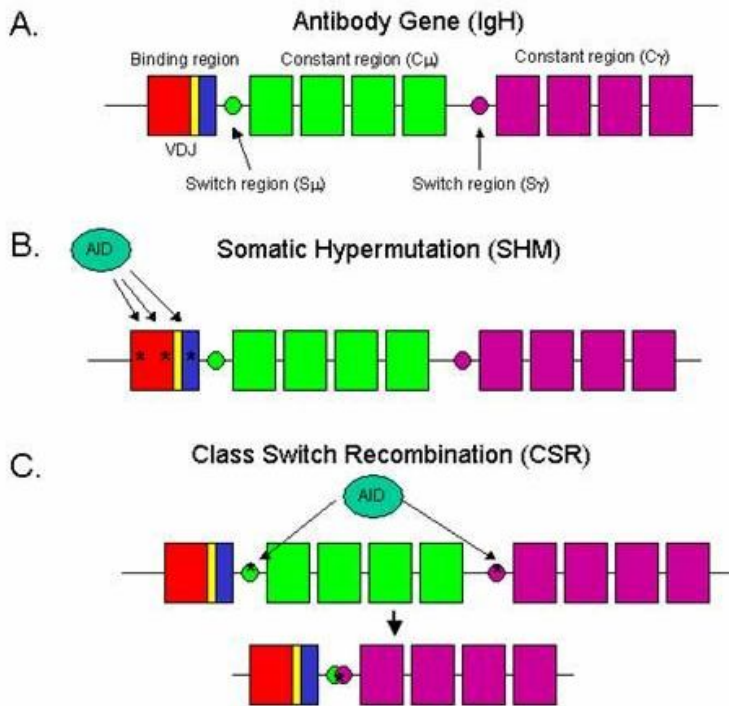 A.
Antibody Gene (IgH)
Binding region
Constant region (Cμ)
Constant region (Cγ)
VDJ
Switch region (Sμ)
Switch region (Sγ)
B.
AID
Somatic Hypermutation (SHM)
* * *
C.
Class Switch Recombination (CSR)
AID
* *
*